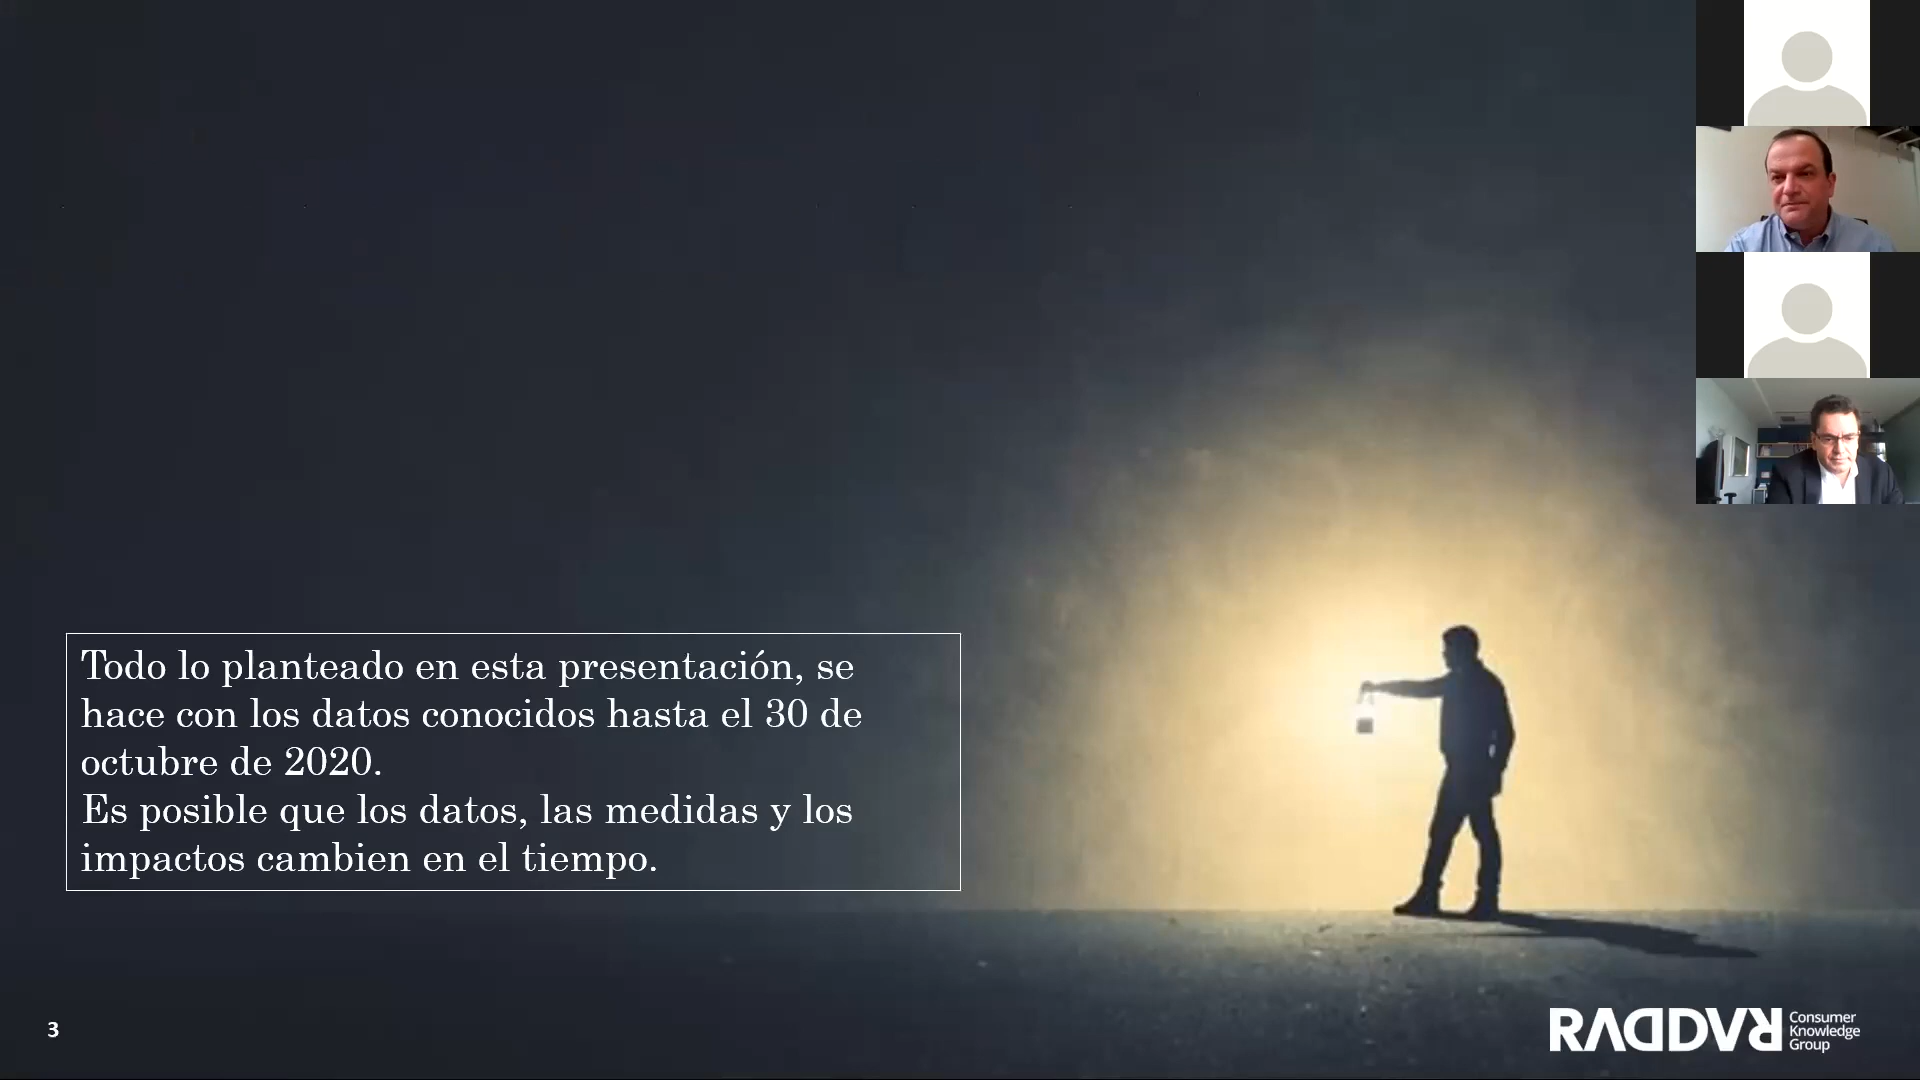 Todo lo planteado en esta presentación, se
hace con los datos conocidos hasta el 30 de
octubre de 2020.
Es posible que los datos, las medidas y los
impactos cambien en el tiempo.
3
RADDAR
Consumer
Knowledge
Group